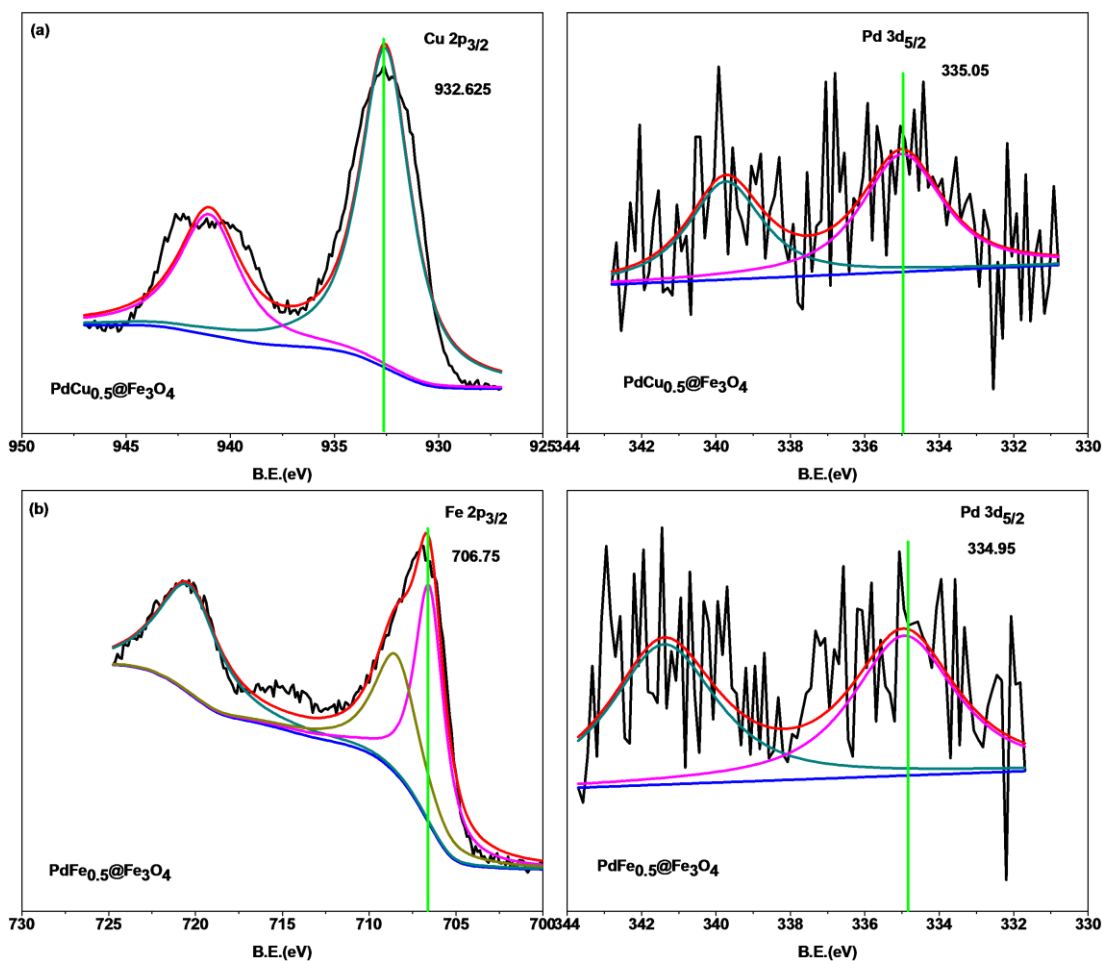 (a)
Cu 2p3/2
932.625
PdCu0.5@Fe3O4
950 945 940 935 930 925
B.E.(eV)
Pd 3d5/2
335.05
PdCu0.5@Fe3O4
344 342 340 338 336 334 332 330
B.E.(eV)
(b)
Fe 2p3/2
706.75
PdFe0.5@Fe3O4
730 720 715 710 705 700
B.E.(eV)
Pd 3d5/2
334.95
PdFe0.5@Fe3O4
344 342 340 338 336 334 332 330
B.E.(eV)